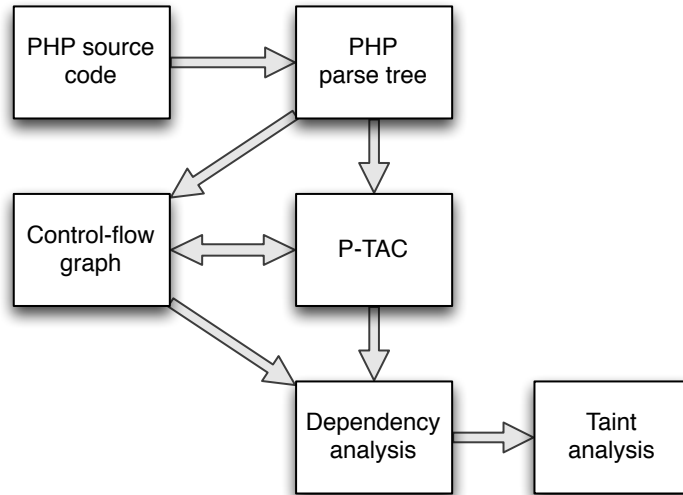 PHP source
code
PHP
parse tree
Control-flow
graph
P-TAC
Dependency
analysis
Taint
analysis